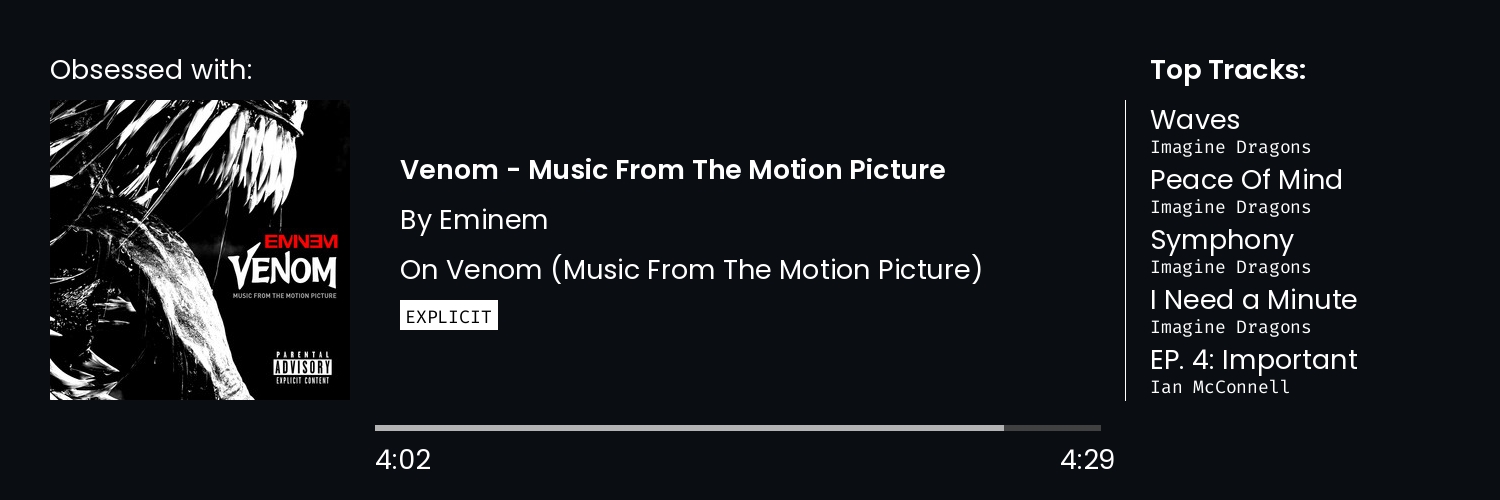 Obsessed with:
EMINEM
VENOM
MUSIC FROM THE MOTION PICTURE
PARENTAL
ADVISORY
EXPLICIT CONTENT
Venom - Music From The Motion Picture
By Eminem
On Venom (Music From The Motion Picture)
EXPLICIT
4:02
4:29
Top Tracks:
Waves
Imagine Dragons
Peace Of Mind
Imagine Dragons
Symphony
Imagine Dragons
I Need a Minute
Imagine Dragons
EP. 4: Important
Ian McConnell